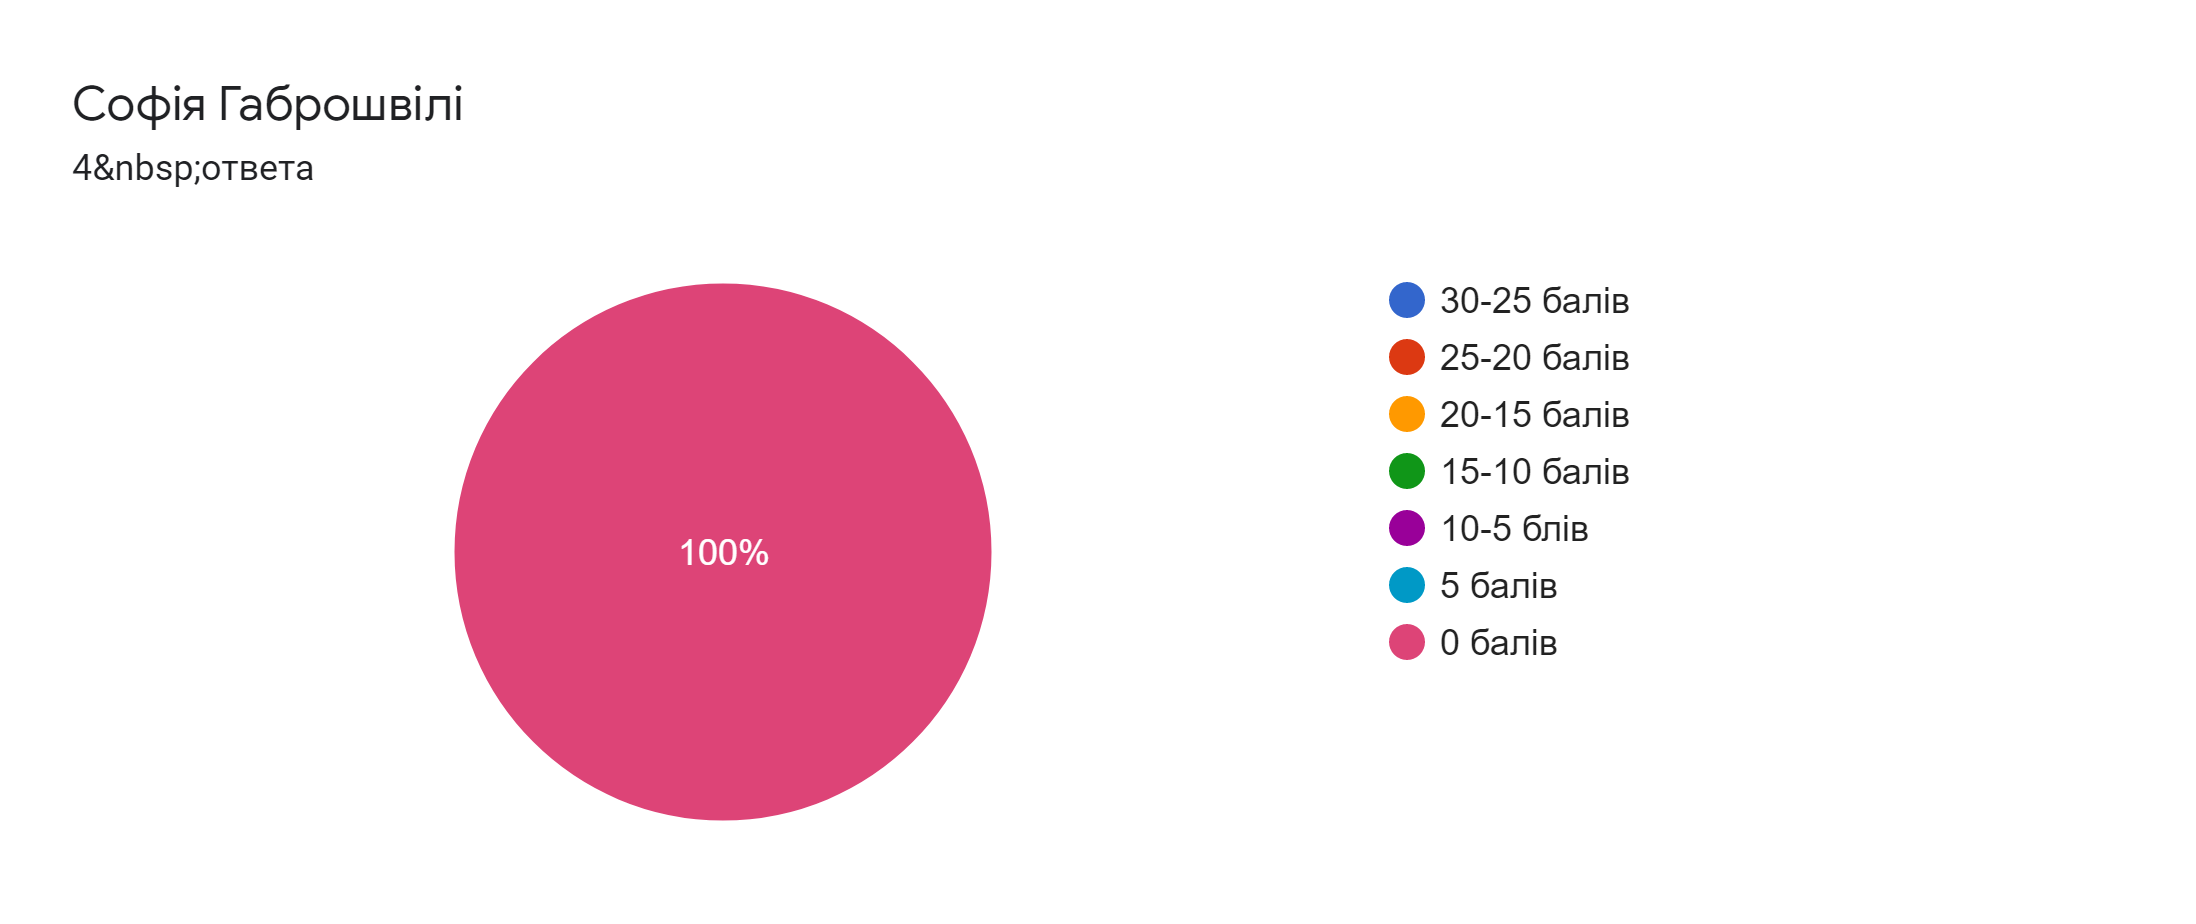 Софія Габрошвілі
4&nbsp;ответа
100%
30-25 балів
25-20 балів
20-15 балів
15-10 балів
10-5 блів
5 балів
0 балів